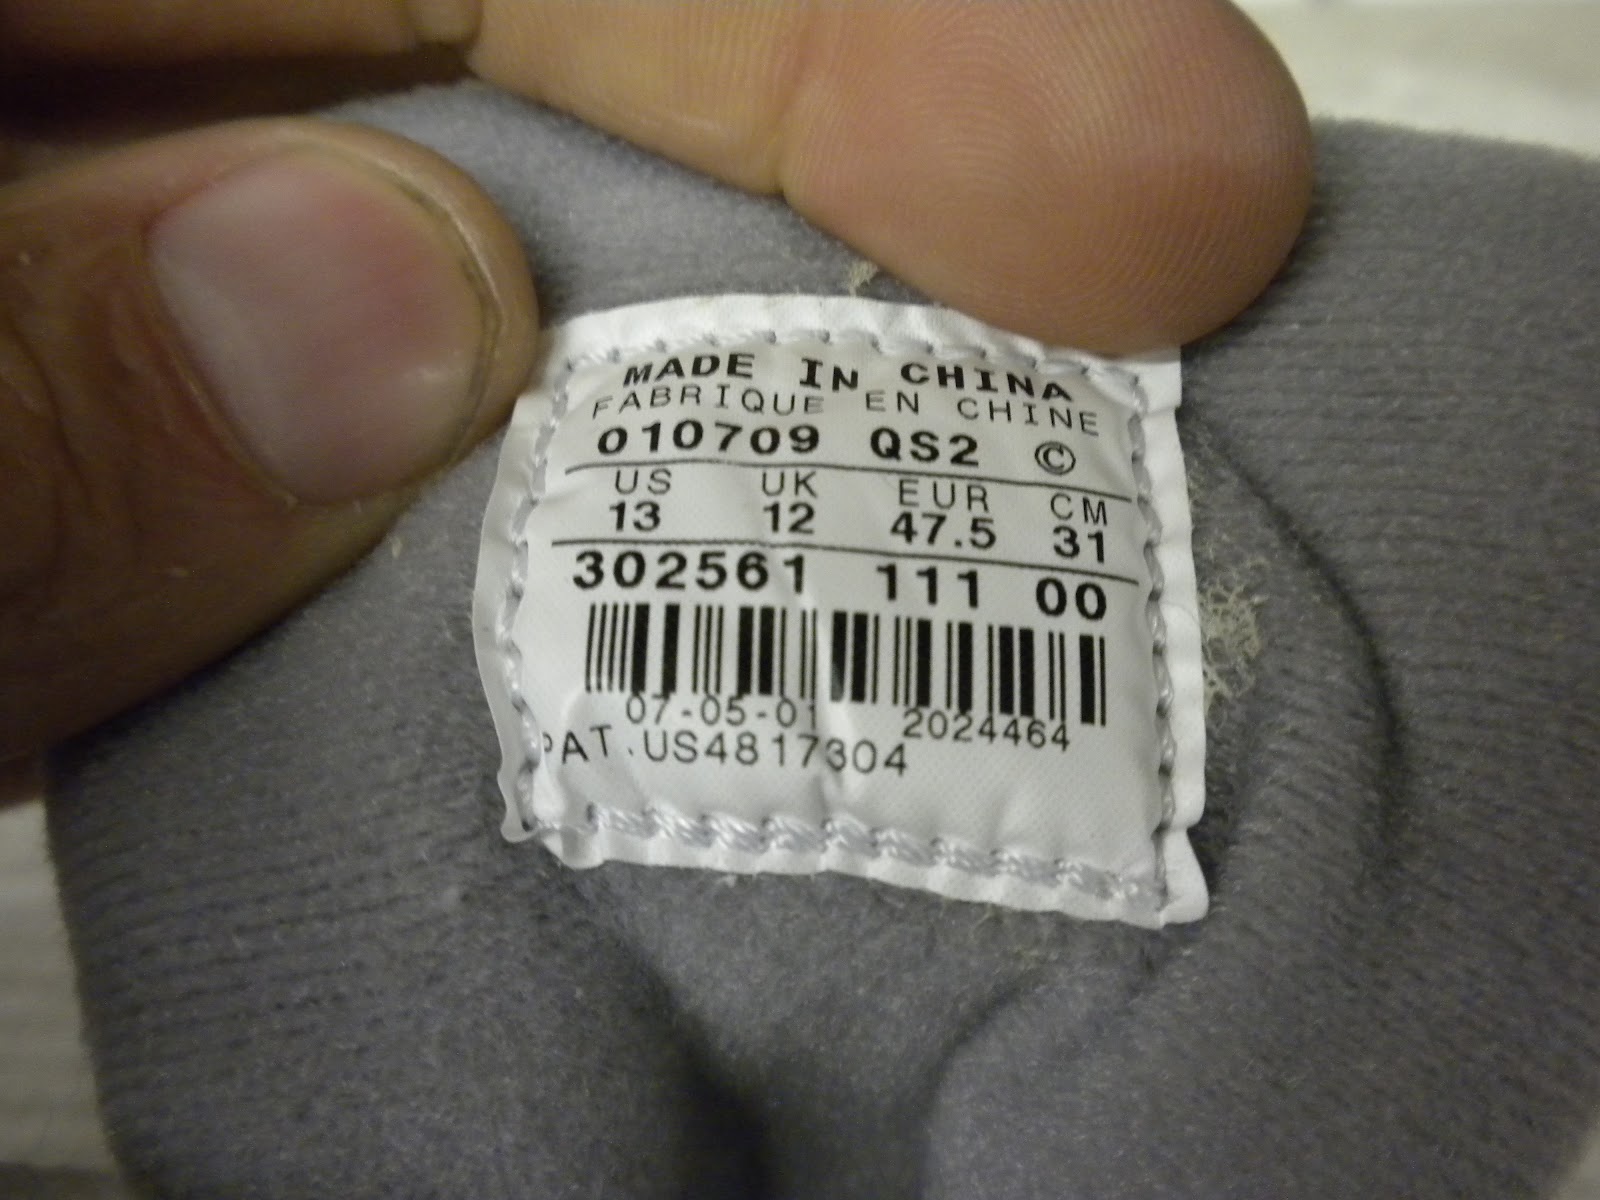 MADE IN CHINA
FABRIQUE EN CHINE
010709 QS2 ©
US UK EUR CM
13 12 47.5 31
302561 111 00
07-05-01 2024464
PAT.US4817304